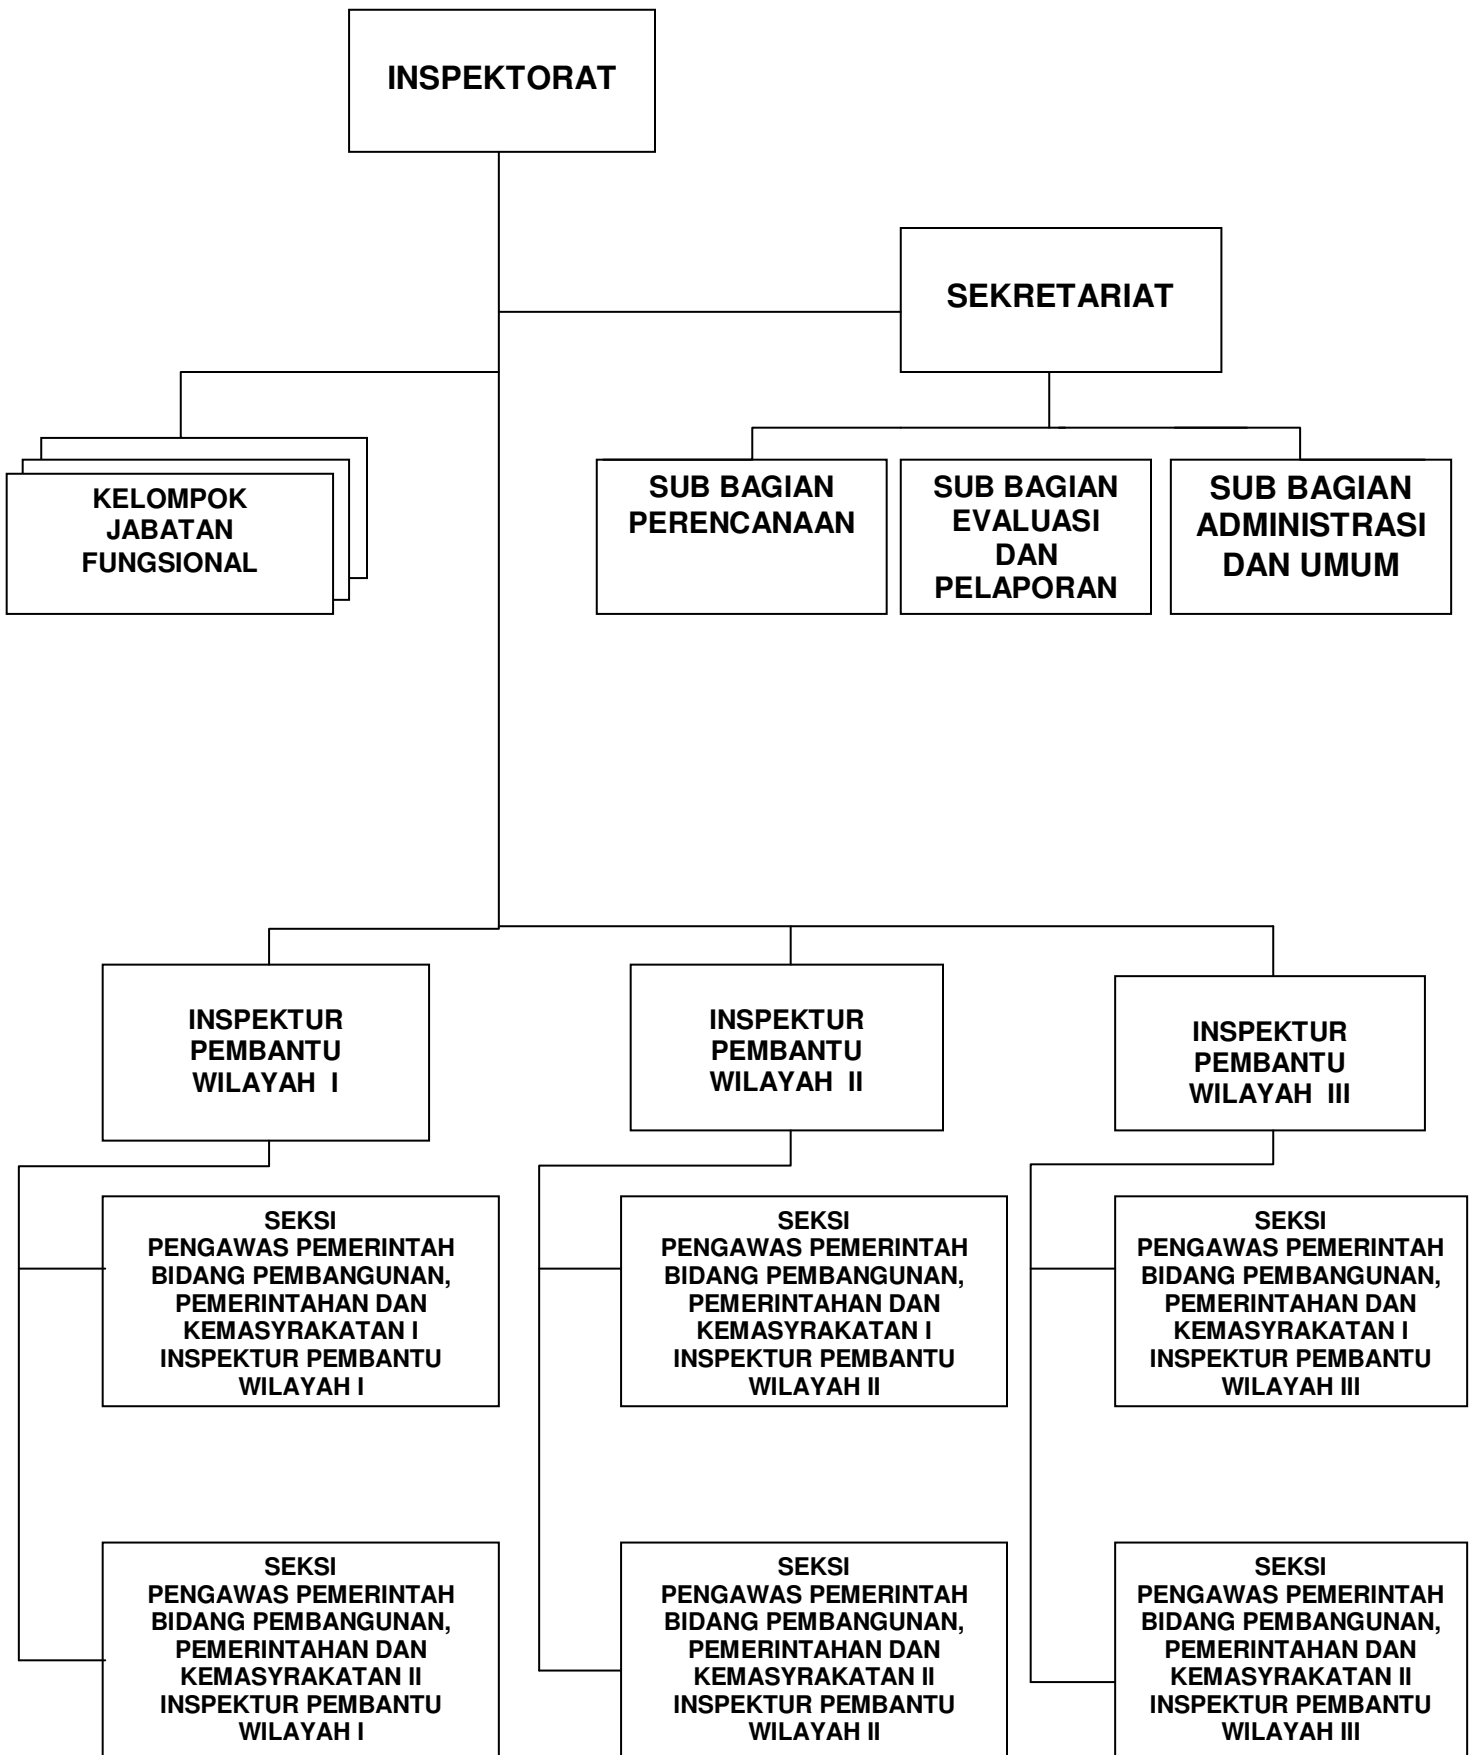 INSPEKTORAT
SEKRETARIAT
KELOMPOK
JABATAN
FUNGSIONAL
SUB BAGIAN
PERENCANAAN
SUB BAGIAN
EVALUASI
DAN
PELAPORAN
SUB BAGIAN
ADMINISTRASI
DAN UMUM
INSPEKTUR
PEMBANTU
WILAYAH I
INSPEKTUR
PEMBANTU
WILAYAH II
INSPEKTUR
PEMBANTU
WILAYAH III
SEKSI
PENGAWAS PEMERINTAH
BIDANG PEMBANGUNAN,
PEMERINTAHAN DAN
KEMASYRAKATAN I
INSPEKTUR PEMBANTU
WILAYAH I
SEKSI
PENGAWAS PEMERINTAH
BIDANG PEMBANGUNAN,
PEMERINTAHAN DAN
KEMASYRAKATAN I
INSPEKTUR PEMBANTU
WILAYAH II
SEKSI
PENGAWAS PEMERINTAH
BIDANG PEMBANGUNAN,
PEMERINTAHAN DAN
KEMASYRAKATAN I
INSPEKTUR PEMBANTU
WILAYAH III
SEKSI
PENGAWAS PEMERINTAH
BIDANG PEMBANGUNAN,
PEMERINTAHAN DAN
KEMASYRAKATAN II
INSPEKTUR PEMBANTU
WILAYAH I
SEKSI
PENGAWAS PEMERINTAH
BIDANG PEMBANGUNAN,
PEMERINTAHAN DAN
KEMASYRAKATAN II
INSPEKTUR PEMBANTU
WILAYAH II
SEKSI
PENGAWAS PEMERINTAH
BIDANG PEMBANGUNAN,
PEMERINTAHAN DAN
KEMASYRAKATAN II
INSPEKTUR PEMBANTU
WILAYAH III